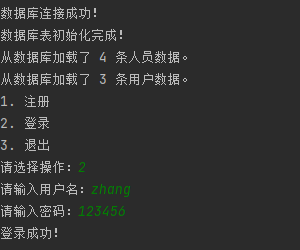 数据库连接成功!
数据库表初始化完成!
从数据库加载了 4 条人员数据。
从数据库加载了 3 条用户数据。
1. 注册
2. 登录
3. 退出
请选择操作: 2
请输入用户名: zhang
请输入密码: 123456
登录成功!